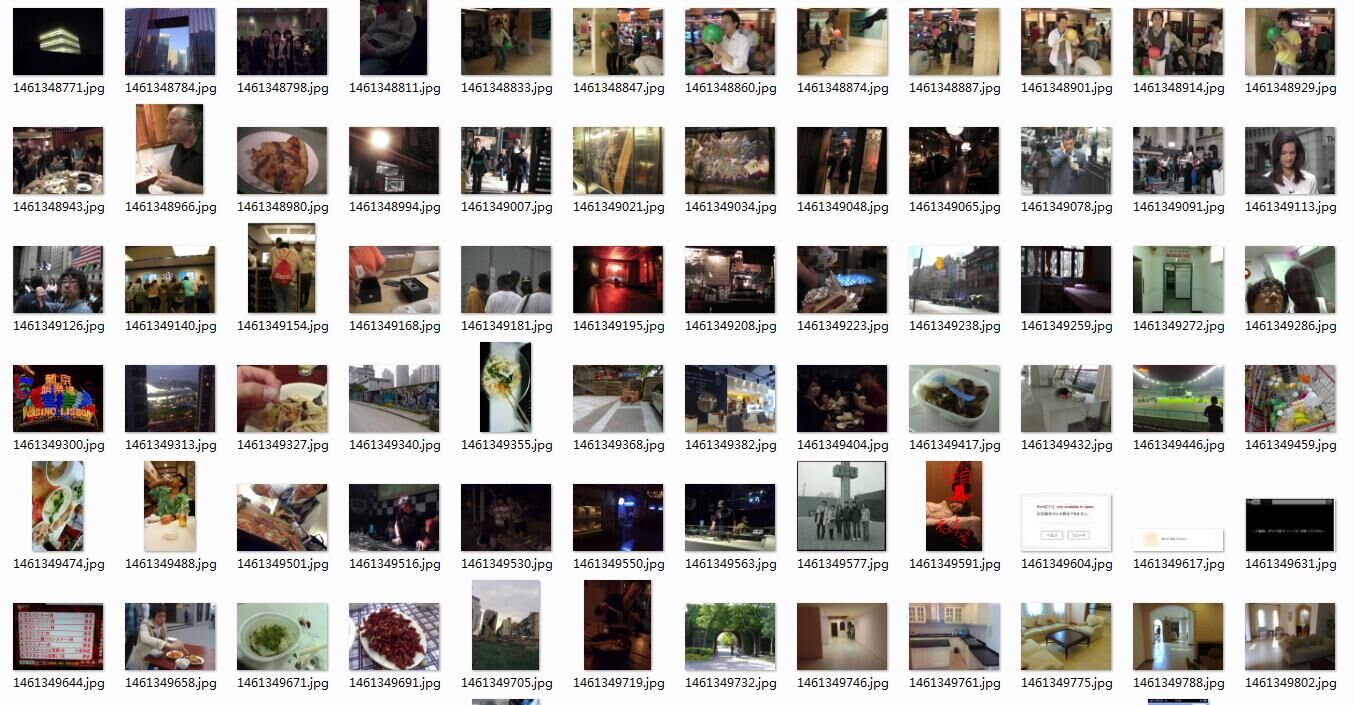 1461348771.jpg 1461348784.jpg 1461348798.jpg 1461348811.jpg 1461348833.jpg 1461348847.jpg 1461348860.jpg 1461348874.jpg 1461348887.jpg 1461348901.jpg 1461348914.jpg 1461348929.jpg
1461348943.jpg 1461348966.jpg 1461348980.jpg 1461348994.jpg 1461349007.jpg 1461349021.jpg 1461349034.jpg 1461349048.jpg 1461349065.jpg 1461349078.jpg 1461349091.jpg 1461349113.jpg
1461349126.jpg 1461349140.jpg 1461349154.jpg 1461349168.jpg 1461349181.jpg 1461349195.jpg 1461349208.jpg 1461349223.jpg 1461349238.jpg 1461349259.jpg 1461349272.jpg 1461349286.jpg
CASINO LISBOA
1461349300.jpg 1461349313.jpg 1461349327.jpg 1461349340.jpg 1461349355.jpg 1461349368.jpg 1461349382.jpg 1461349404.jpg 1461349417.jpg 1461349432.jpg 1461349446.jpg 1461349459.jpg
1461349474.jpg 1461349488.jpg 1461349501.jpg 1461349516.jpg 1461349530.jpg 1461349550.jpg 1461349563.jpg 1461349577.jpg 1461349591.jpg 1461349604.jpg 1461349617.jpg 1461349631.jpg
1461349644.jpg 1461349658.jpg 1461349671.jpg 1461349691.jpg 1461349705.jpg 1461349719.jpg 1461349732.jpg 1461349746.jpg 1461349761.jpg 1461349775.jpg 1461349788.jpg 1461349802.jpg